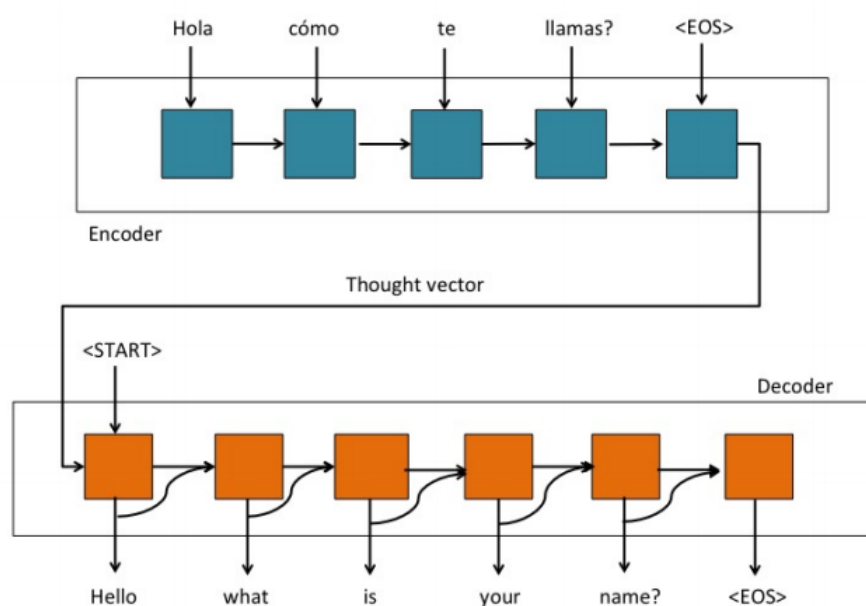 Hola cómo te llamas? <EOS>
Encoder
Thought vector
<START>
Decoder
Hello what is your name? <EOS>